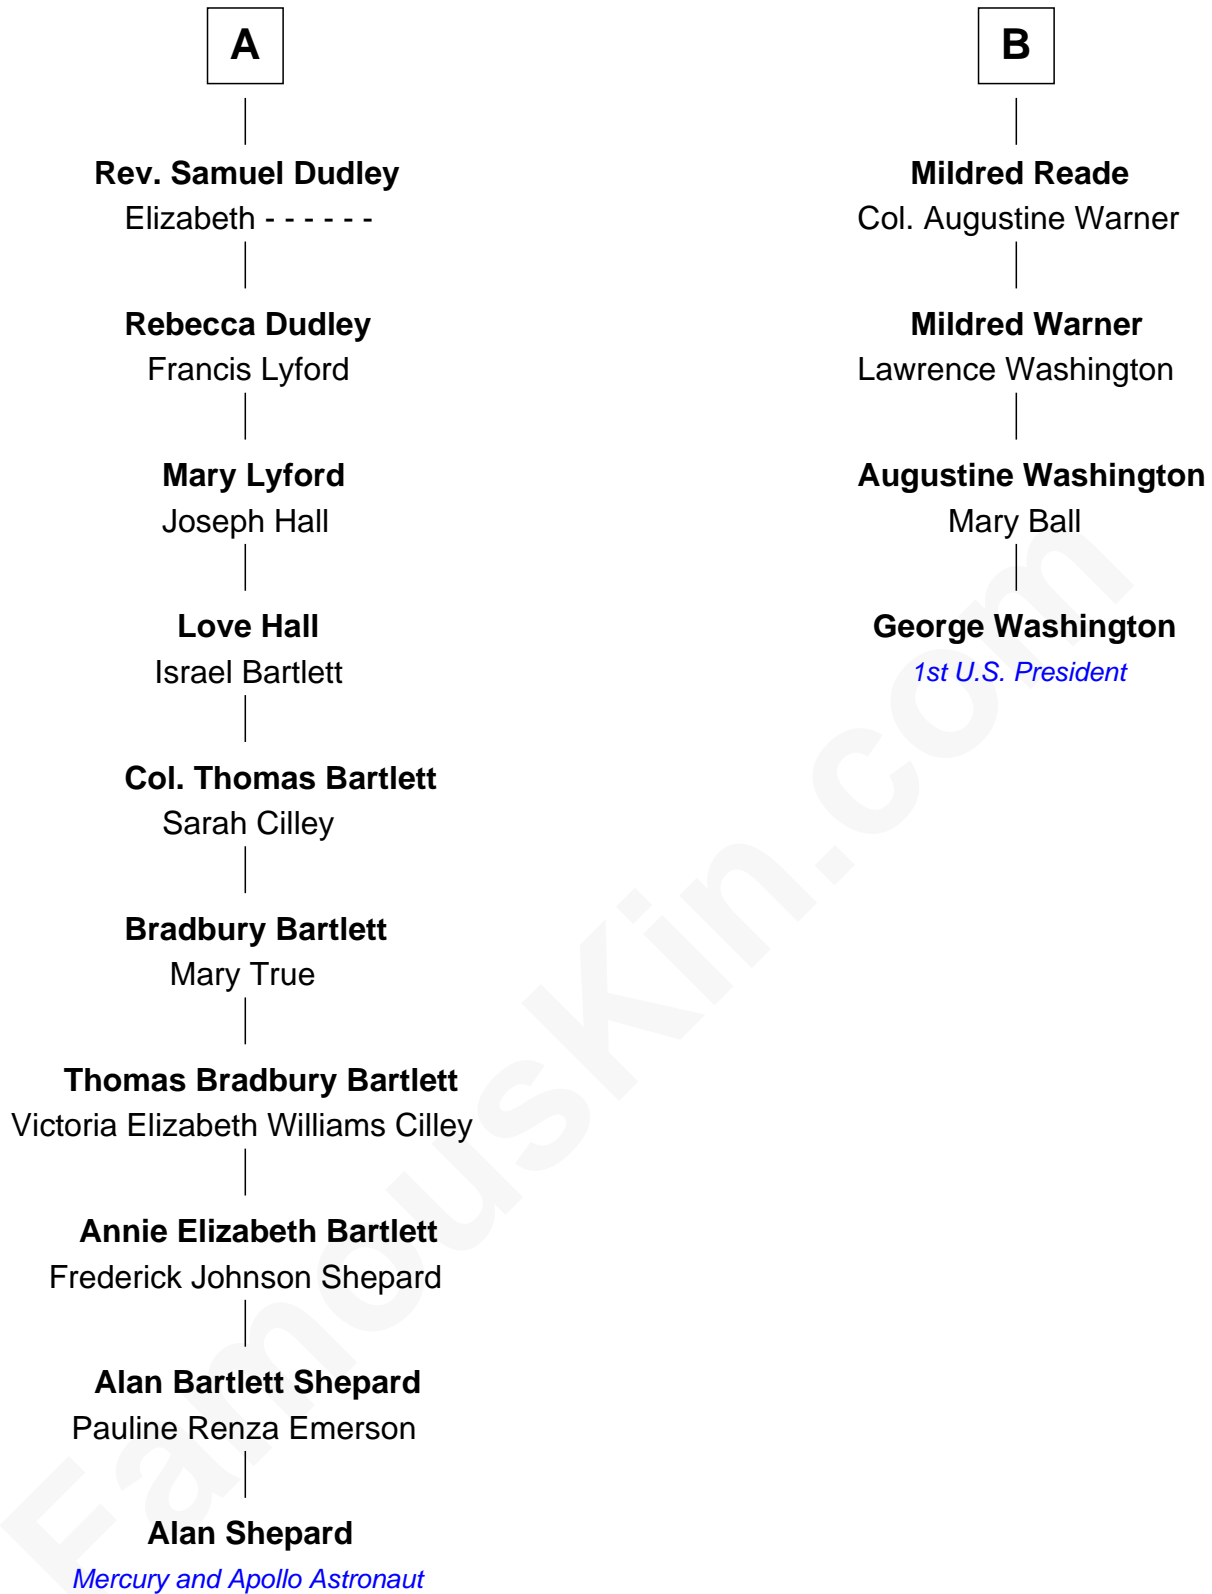 A
Rev. Samuel Dudley
Elizabeth - - - - - -
Rebecca Dudley
Francis Lyford
Mary Lyford
Joseph Hall
Love Hall
Israel Bartlett
Col. Thomas Bartlett
Sarah Cilley
Bradbury Bartlett
Mary True
Thomas Bradbury Bartlett
Victoria Elizabeth Williams Cilley
Annie Elizabeth Bartlett
Frederick Johnson Shepard
Alan Bartlett Shepard
Pauline Renza Emerson
Alan Shepard
Mercury and Apollo Astronaut
B
Mildred Reade
Col. Augustine Warner
Mildred Warner
Lawrence Washington
Augustine Washington
Mary Ball
George Washington
1st U.S. President
FamousKin.com